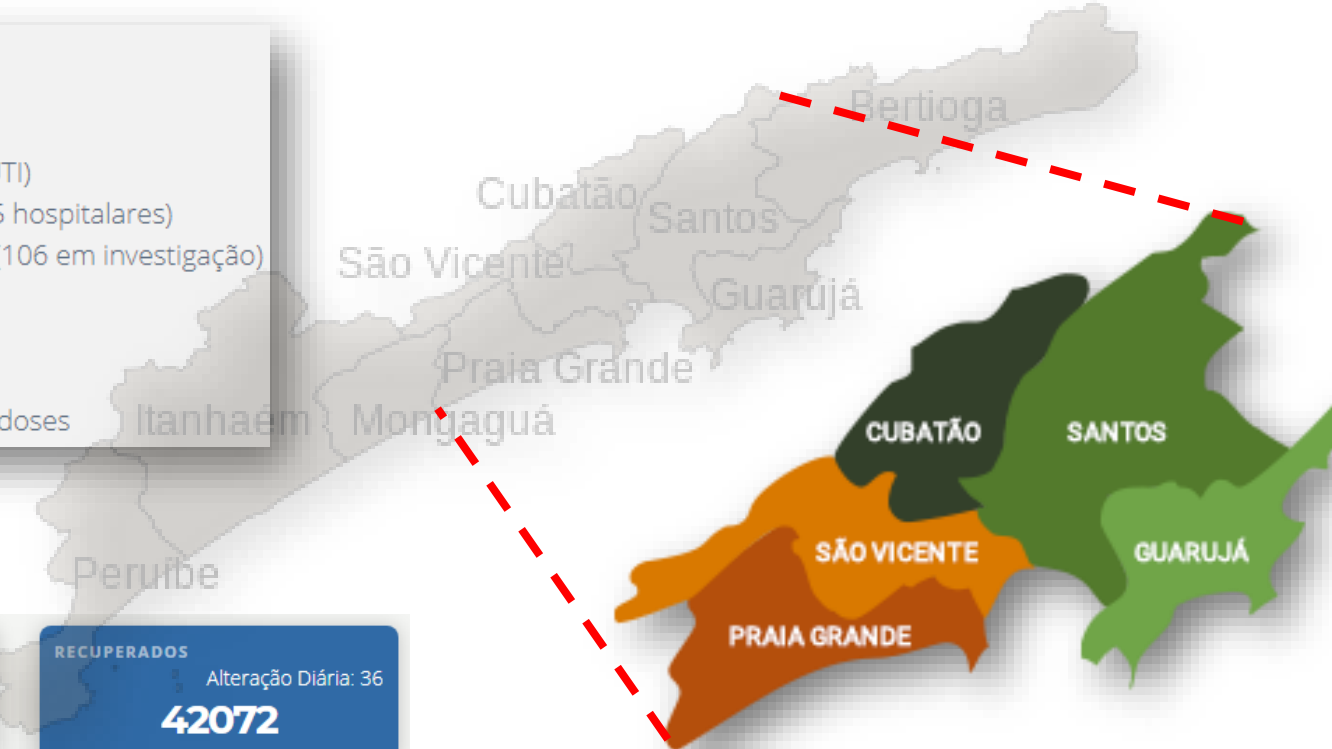 TI)
hospitalares)
(106 em investigação)
doses
Bertioga
Cubatão
Santos
São Vicente
Guarujá
Praia Grande
Itanhaém
Mongaguá
Peruíbe
CUBATÃO
SANTOS
SÃO VICENTE
GUARUJÁ
PRAIA GRANDE
RECUPERADOS
Alteração Diária: 36
42072